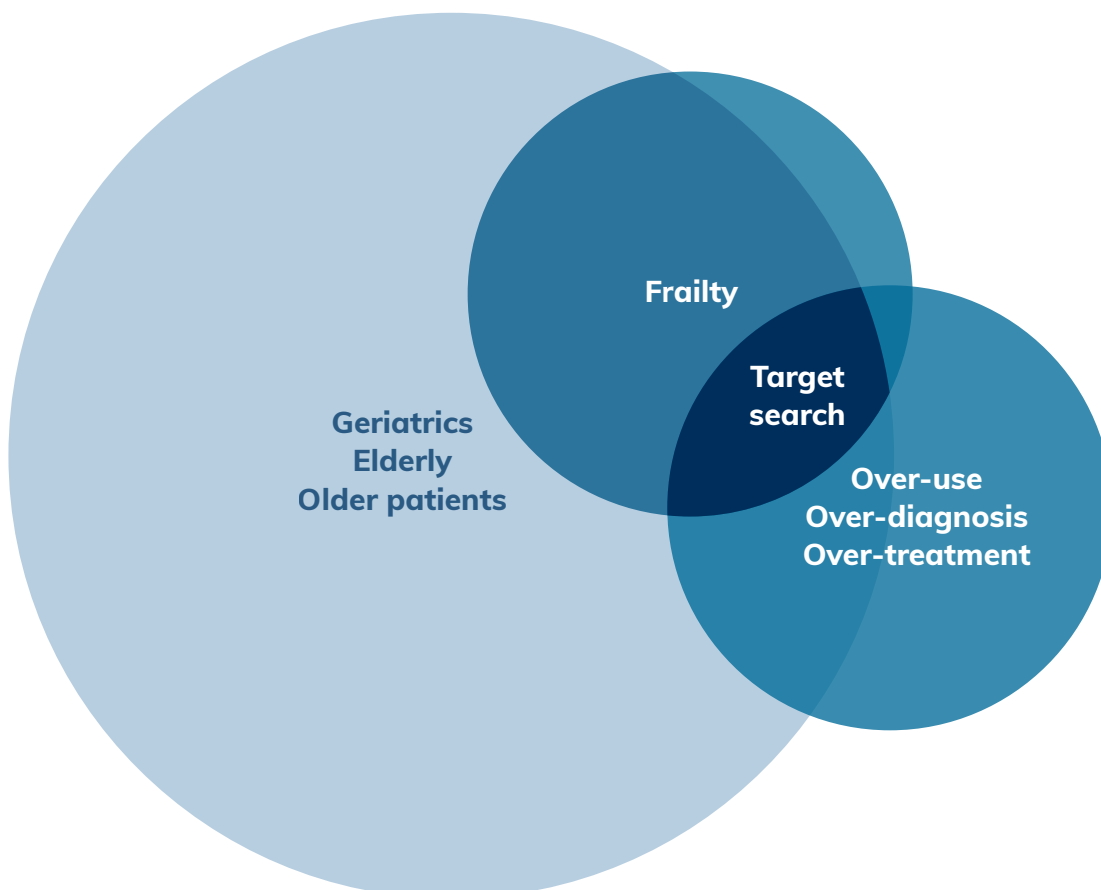 Frailty
Target
search
Geriatrics
Elderly
Older patients
Over-use
Over-diagnosis
Over-treatment